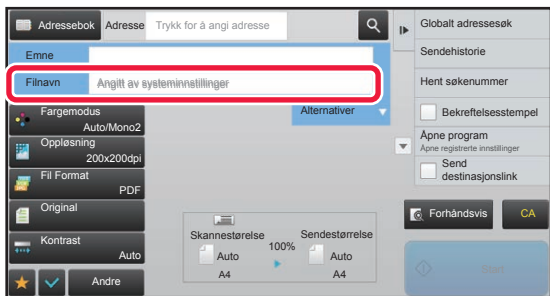 Adressebok
Adresse
Trykk for å angi adresse
Emne
Filnavn
Angitt av systeminnstillinger
Fargemodus
Auto/Mono2
Alternativer
Oppløsning
200x200dpi
Fil Format
PDF
Original
Kontrast
Auto
Andre
Skannestørelse
100%
Sendestørrelse
Auto
Auto
A4
A4
Globalt adressesøk
Sendehistorie
Hent søkenummer
Bekreftelsesstempel
Åpne program
Åpne registrerte innstillinger
Send
destinasjonslink
Forhåndsvis
CA
Start